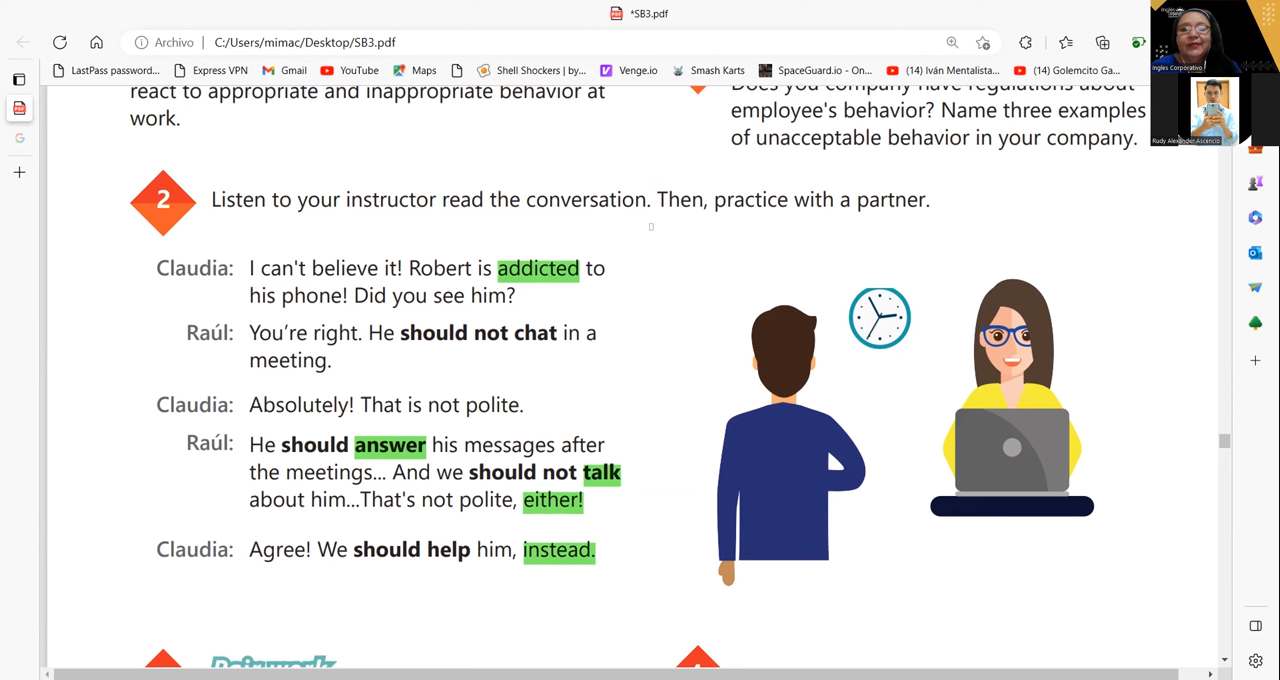 *SB3.pdf
Archivo | C:/Users/mimac/Desktop/SB3.pdf
LastPass password... Express VPN Gmail YouTube Maps Shell Shockers | by... Venge.io Smash Karts SpaceGuard.io - On... (14) Iván Mentalista... (14) Golemcito Ga...
Ingles Corporativo
Rudy Alexander Ascencio
react to appropriate and inappropriate behavior at
work.
Does you company have regulations about
employee's behavior? Name three examples
of unacceptable behavior in your company.
2 Listen to your instructor read the conversation. Then, practice with a partner.
Claudia: I can't believe it! Robert is addicted to
his phone! Did you see him?
Raúl: You're right. He should not chat in a
meeting.
Claudia: Absolutely! That is not polite.
Raúl: He should answer his messages after
the meetings... And we should not talk
about him...That's not polite, either!
Claudia: Agree! We should help him, instead.
Pair work